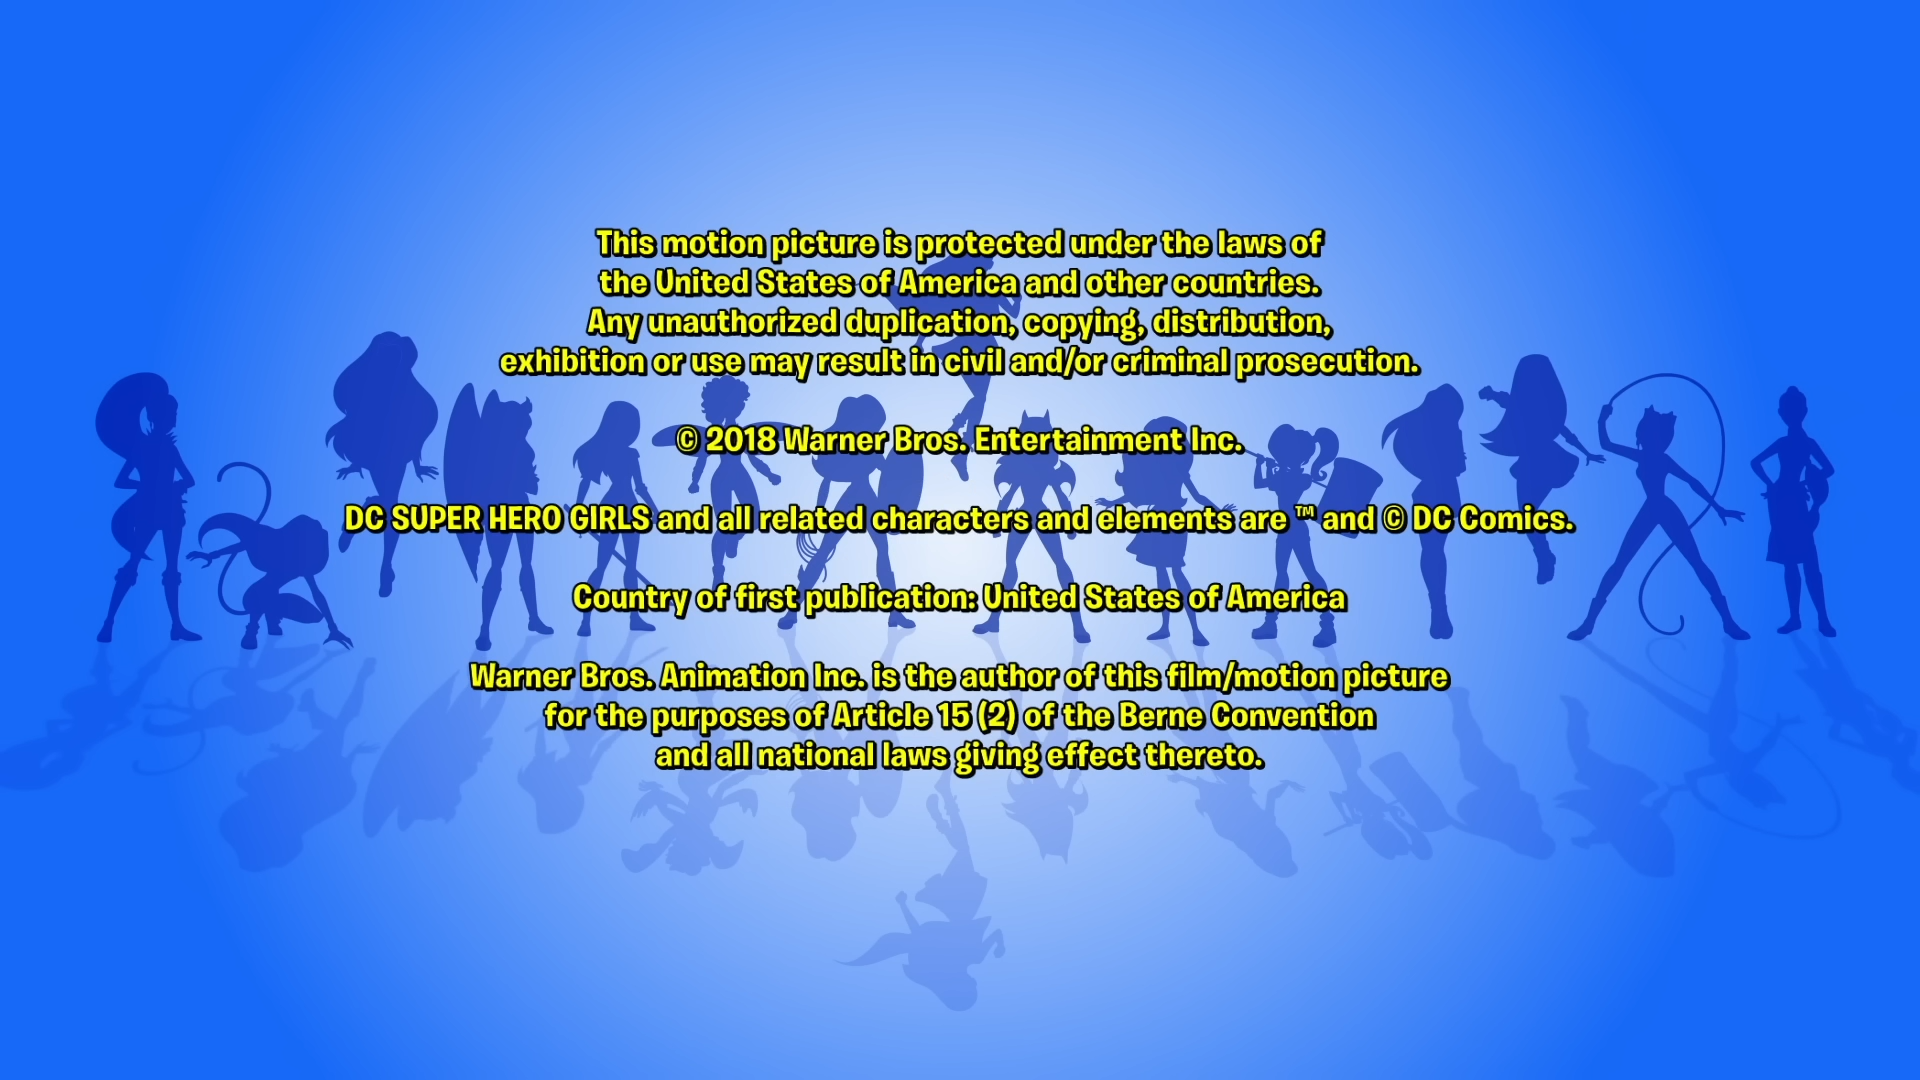 This motion picture is protected under the laws of
the United States of America and other countries.
Any unauthorized duplication, copying, distribution,
exhibition or use may result in civil and/or criminal prosecution.
© 2018 Warner Bros. Entertainment Inc.
DC SUPER HERO GIRLS and all related characters and elements are ™ and © DC Comics.
Country of first publication: United States of America
Warner Bros. Animation Inc. is the author of this film/motion picture
for the purposes of Article 15 (2) of the Berne Convention
and all national laws giving effect thereto.